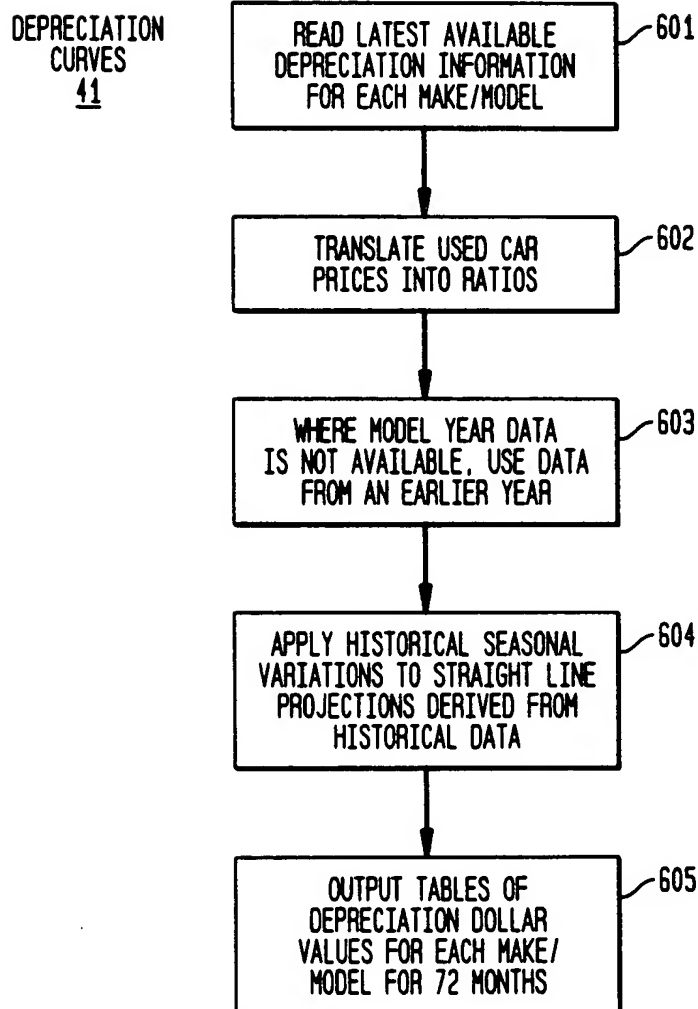 DEPRECIATION
CURVES
41
READ LATEST AVAILABLE
DEPRECIATION INFORMATION
FOR EACH MAKE/MODEL
601
TRANSLATE USED CAR
PRICES INTO RATIOS
602
WHERE MODEL YEAR DATA
IS NOT AVAILABLE, USE DATA
FROM AN EARLIER YEAR
603
APPLY HISTORICAL SEASONAL
VARIATIONS TO STRAIGHT LINE
PROJECTIONS DERIVED FROM
HISTORICAL DATA
604
OUTPUT TABLES OF
DEPRECIATION DOLLAR
VALUES FOR EACH MAKE/
MODEL FOR 72 MONTHS
605